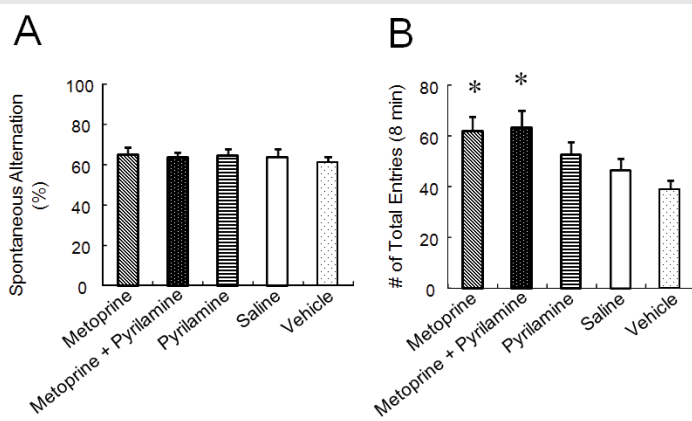 A
Spontaneous Alternation
(%)
100
80
60
40
20
0
Metoprine
Metoprine + Pyrilamine
Pyrilamine
Saline
Vehicle
B
# of Total Entries (8 min)
80
60
40
20
0
*
*
Metoprine
Metoprine + Pyrilamine
Pyrilamine
Saline
Vehicle